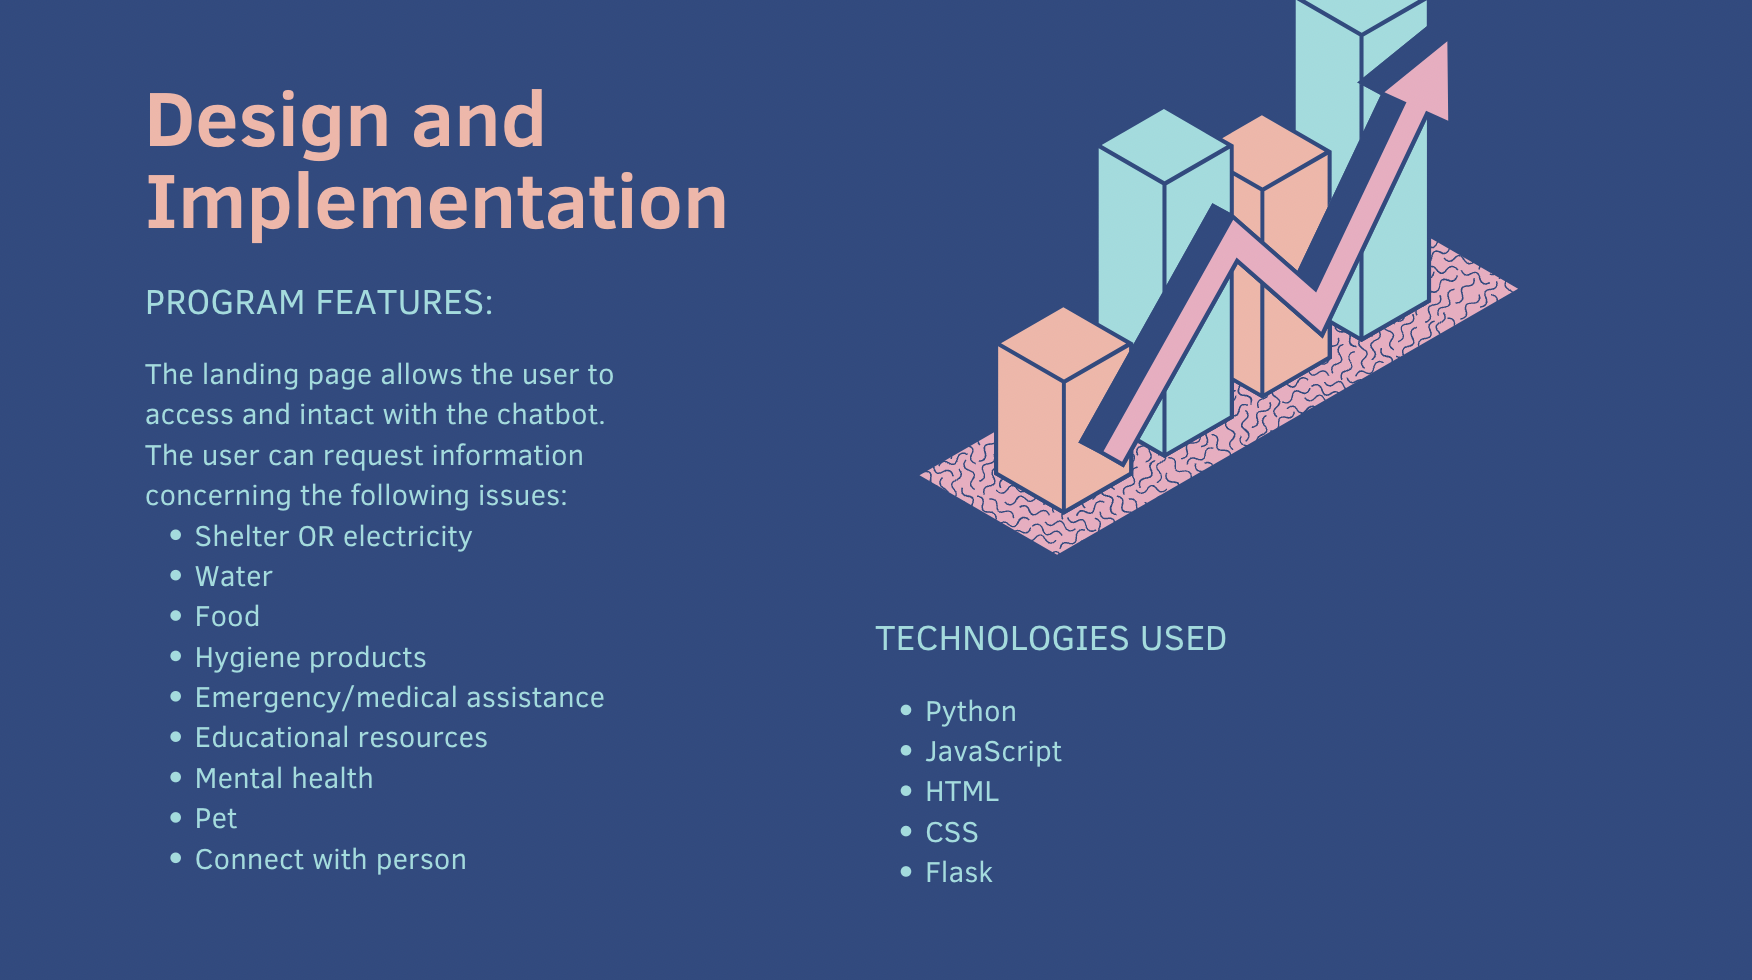 Design and
Implementation
PROGRAM FEATURES:
The landing page allows the user to
access and intact with the chatbot.
The user can request information
concerning the following issues:
• Shelter OR electricity
• Water
• Food
• Hygiene products
• Emergency/medical assistance
• Educational resources
• Mental health
• Pet
• Connect with person
TECHNOLOGIES USED
• Python
• JavaScript
• HTML
• CSS
• Flask